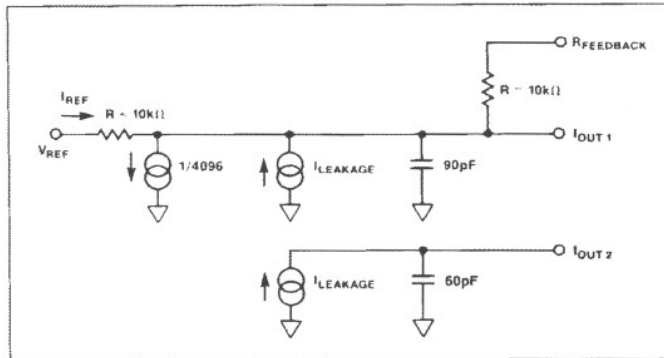 RFEEDBACK
IREF
R ~ 10kΩ
R ~ 10kΩ
IOUT 1
VREF
1/4096
ILEAKAGE
90pF
IOUT 2
ILEAKAGE
60pF